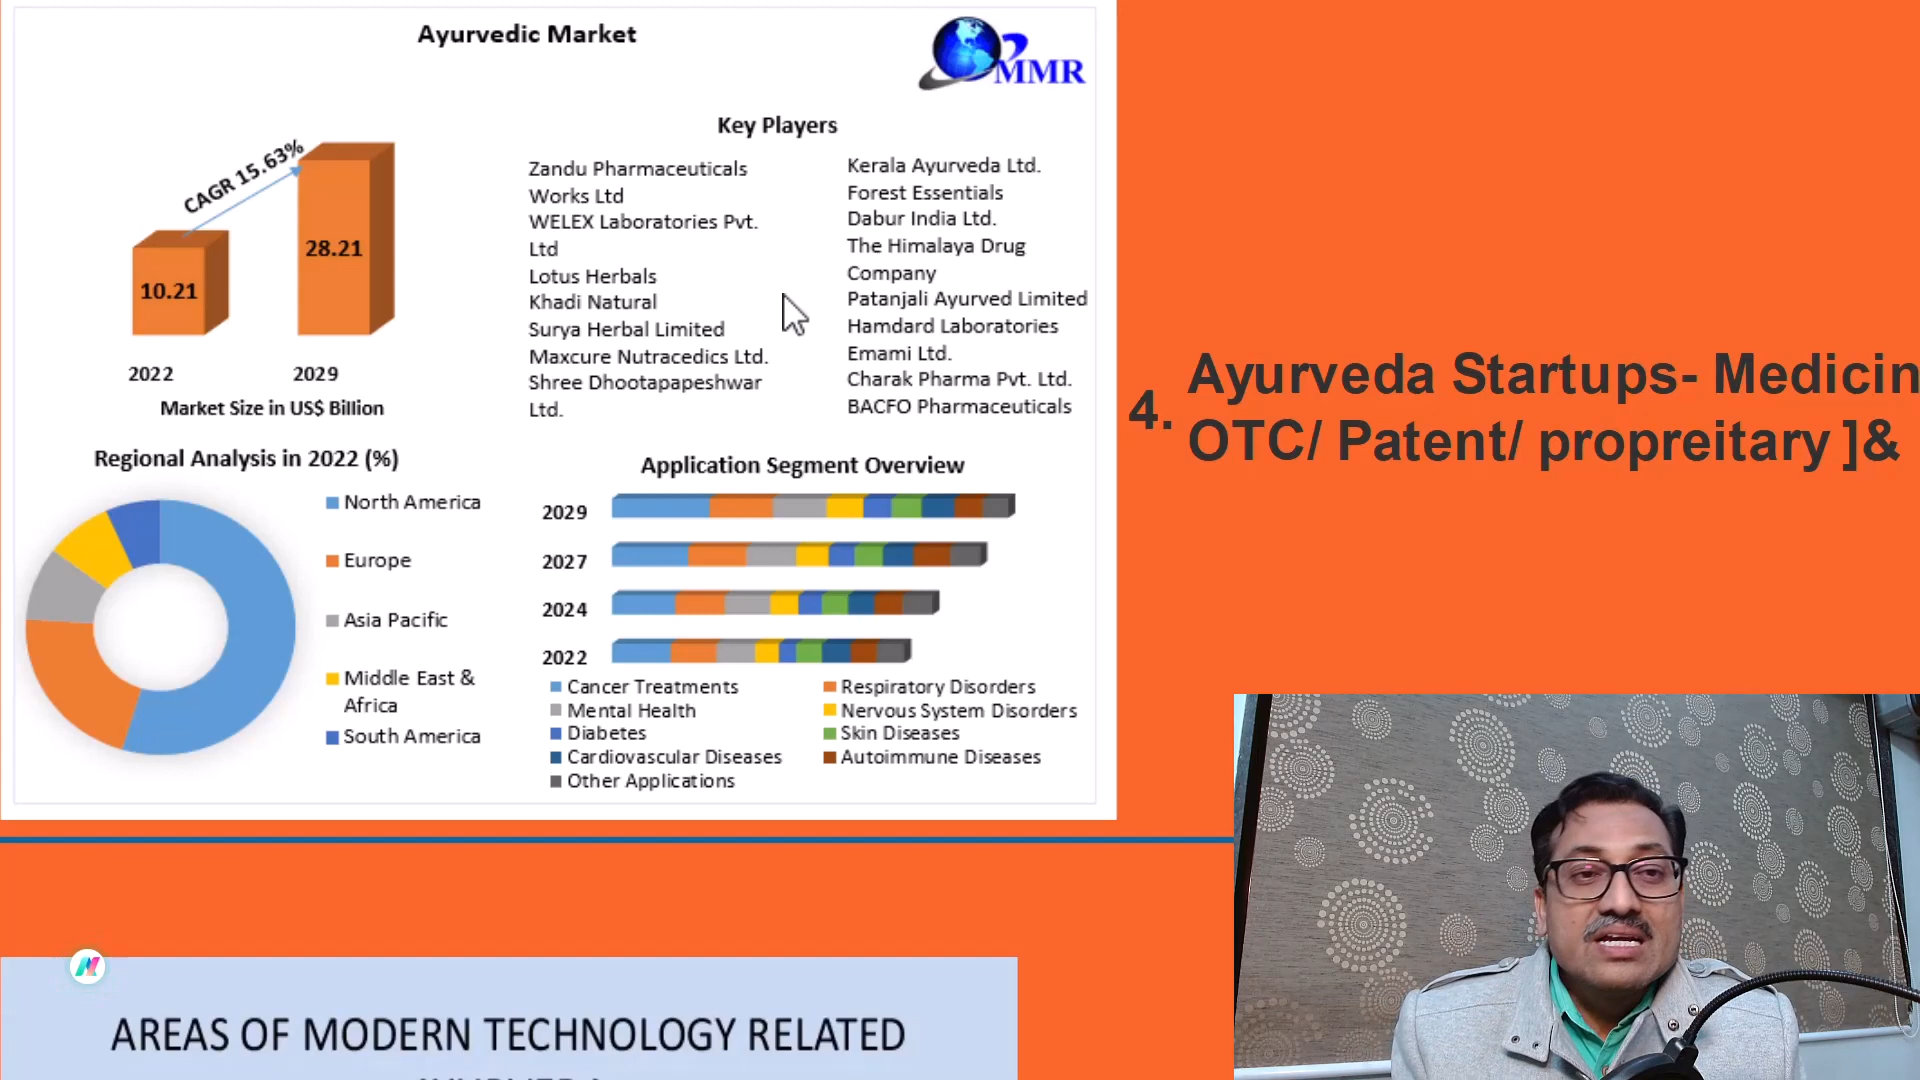 Ayurvedic Market
MMR
CAGR 15.63%
10.21
28.21
2022
2029
Market Size in US$ Billion
Key Players
Zandu Pharmaceuticals
Works Ltd
WELEX Laboratories Pvt.
Ltd
Lotus Herbals
Khadi Natural
Surya Herbal Limited
Maxcure Nutracedics Ltd.
Shree Dhootapapeshwar
Ltd.
Kerala Ayurveda Ltd.
Forest Essentials
Dabur India Ltd.
The Himalaya Drug
Company
Patanjali Ayurved Limited
Hamdard Laboratories
Emami Ltd.
Charak Pharma Pvt. Ltd.
BACFO Pharmaceuticals
Regional Analysis in 2022 (%)
North America
Europe
Asia Pacific
Middle East &
Africa
South America
Application Segment Overview
2029
2027
2024
2022
Cancer Treatments
Respiratory Disorders
Mental Health
Nervous System Disorders
Diabetes
Skin Diseases
Cardiovascular Diseases
Autoimmune Diseases
Other Applications
4.
Ayurveda Startups- Medicin
OTC/ Patent/ propreitary ]&
AREAS OF MODERN TECHNOLOGY RELATED